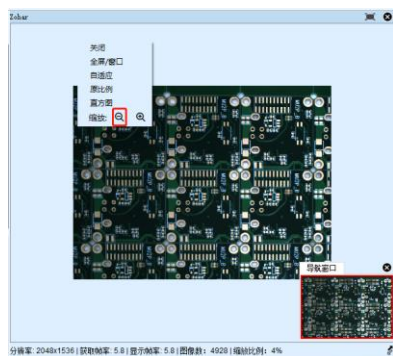 Zohar
关闭
全屏/窗口
自适应
原比例
直方图
缩放:
导航窗口
分辨率: 2048x1536 | 获取帧率: 5.8 | 显示帧率: 5.8 | 图像数: 4928 | 缩放比例: 4%